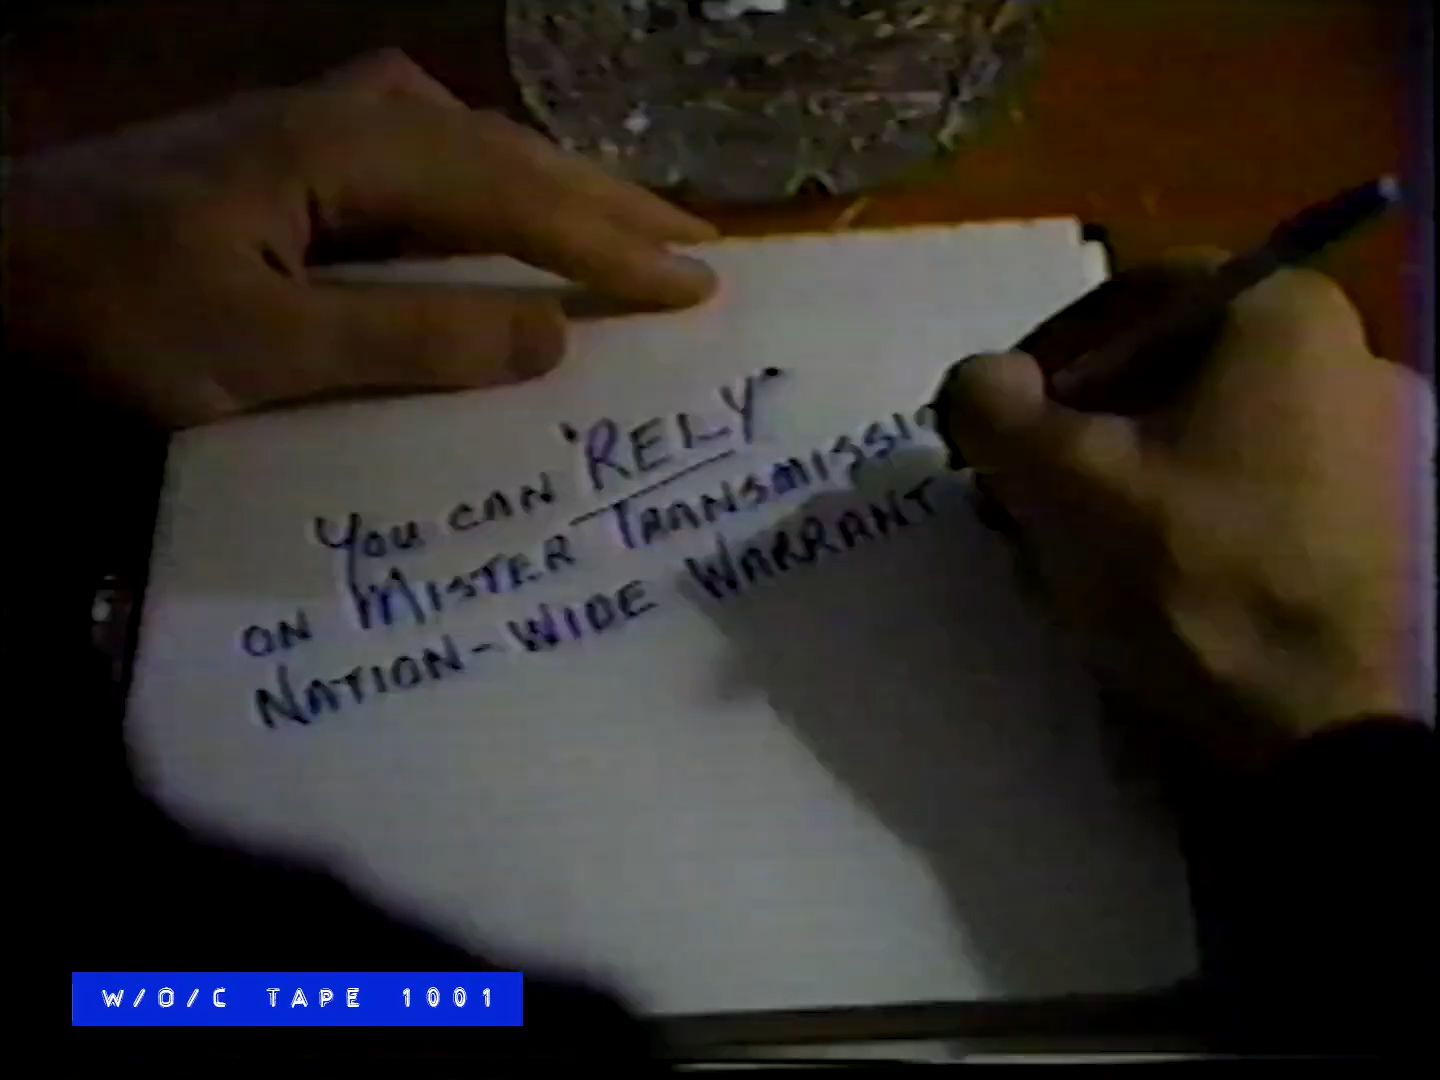 You CAN "RELY"
ON MISTER TRANSMISSI
NATION-WIDE WARRANT
W/O/C TAPE 1001